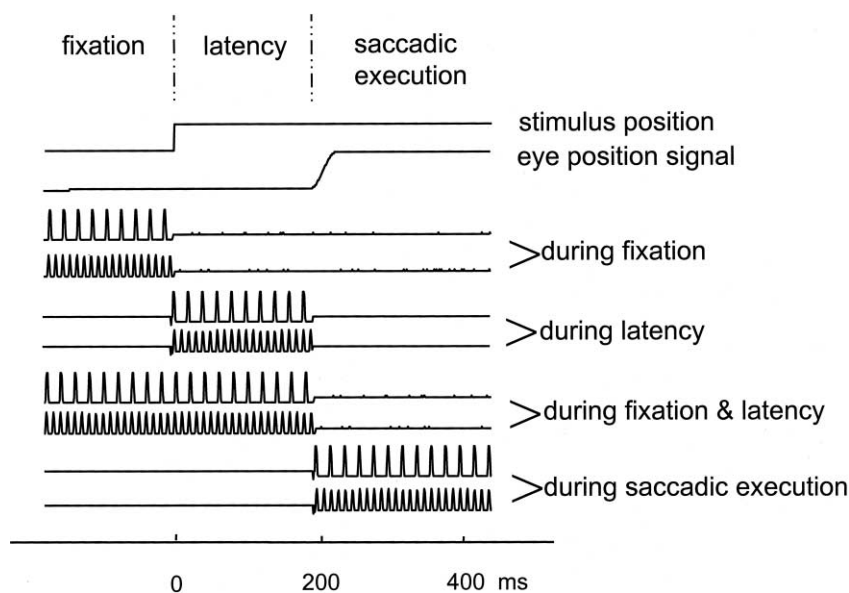 fixation latency saccadic
execution
stimulus position
eye position signal
during fixation
during latency
during fixation & latency
during saccadic execution
0 200 400 ms